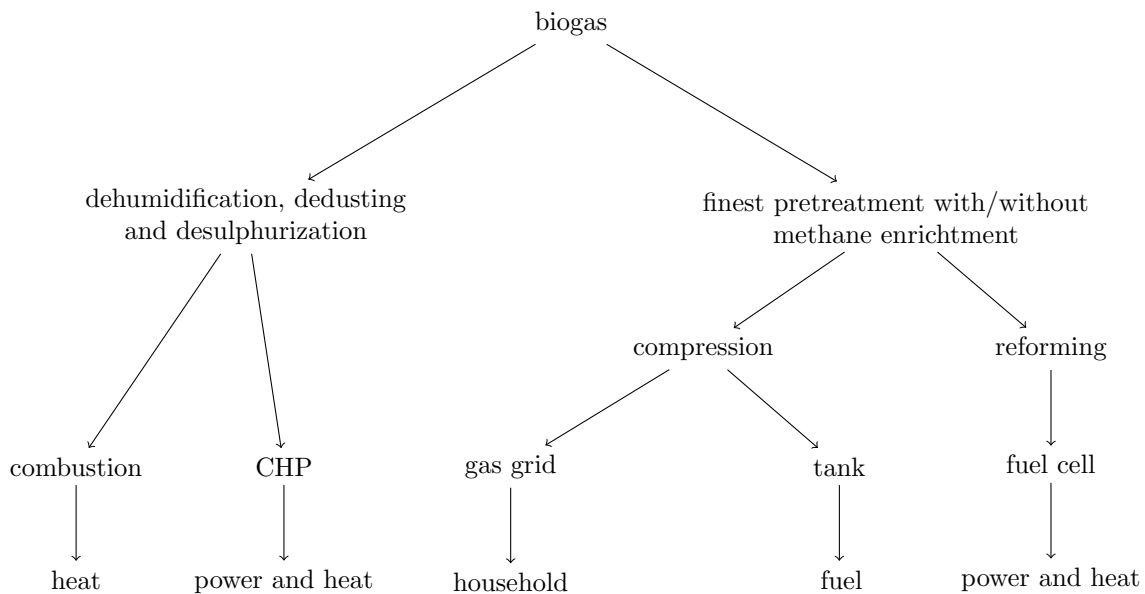 biogas
dehumidification, dedusting
and desulphurization
finest pretreatment with/without
methane enrichtment
compression
reforming
combustion
CHP
gas grid
tank
fuel cell
heat
power and heat
household
fuel
power and heat